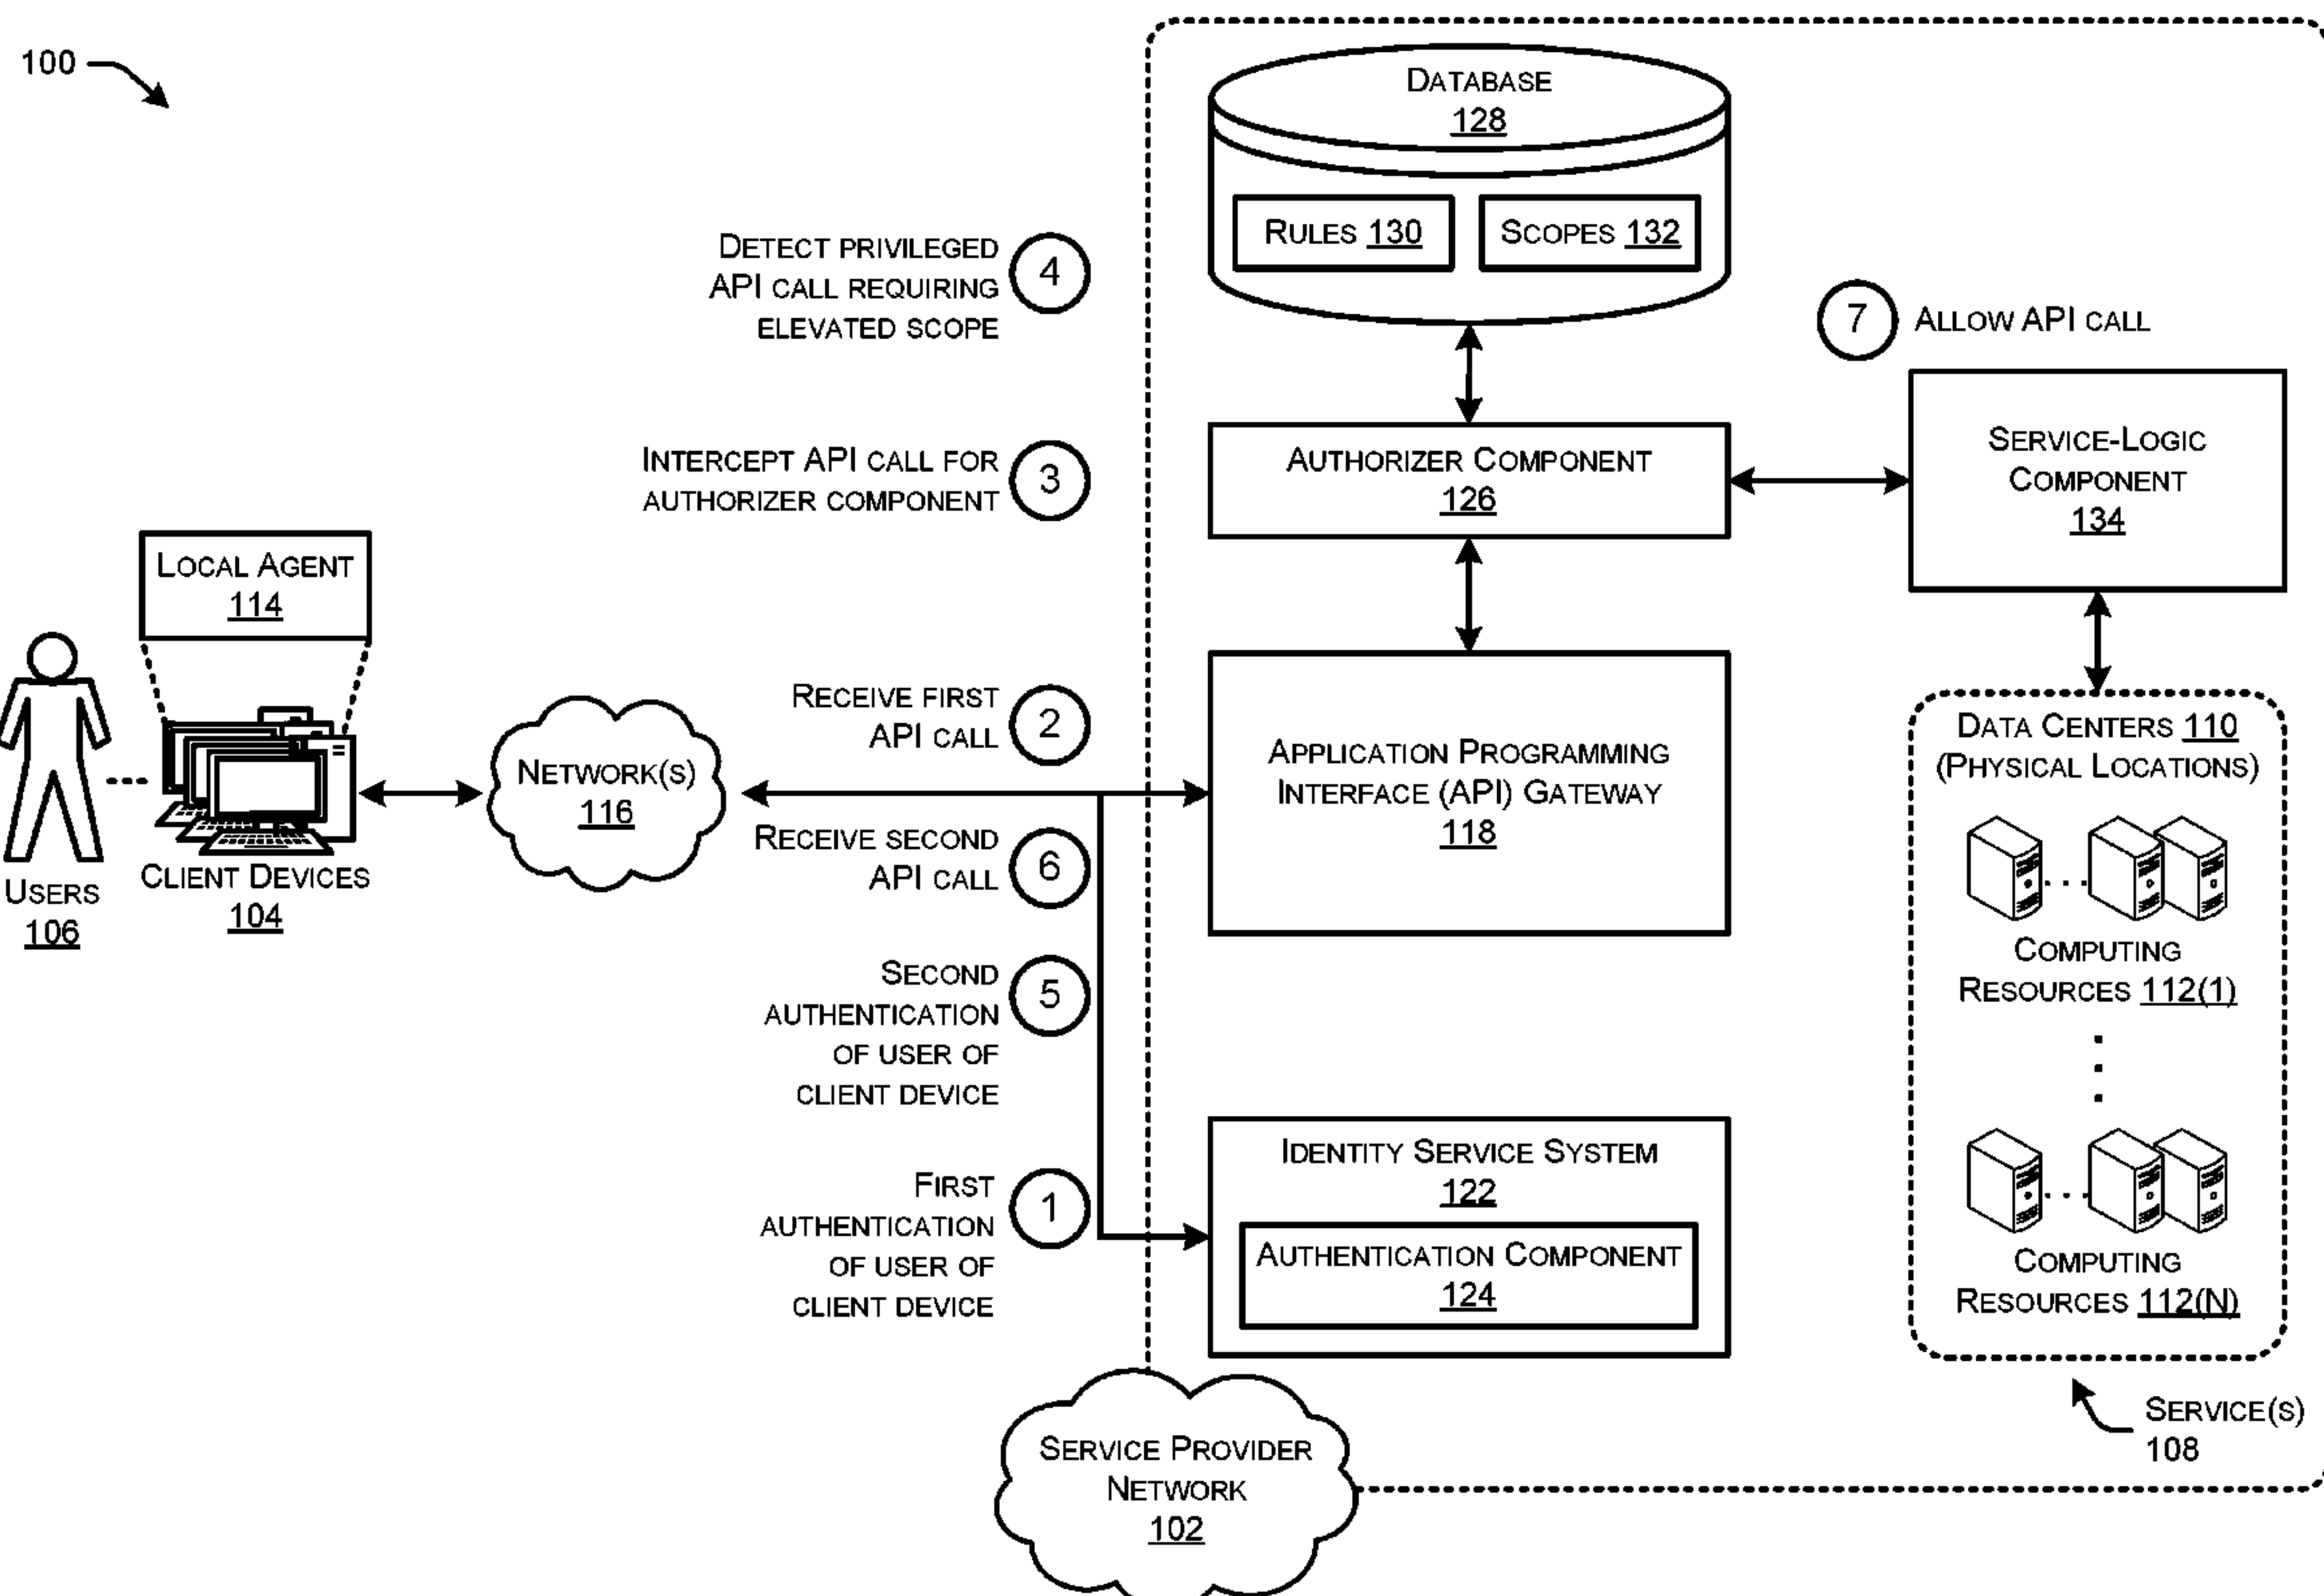 100
DATABASE
128
RULES 130
SCOPES 132
DETECT PRIVILEGED
API CALL REQUIRING
ELEVATED SCOPE
4
7
ALLOW API CALL
INTERCEPT API CALL FOR
AUTHORIZER COMPONENT
3
AUTHORIZER COMPONENT
126
SERVICE-LOGIC
COMPONENT
134
LOCAL AGENT
114
USERS
106
CLIENT DEVICES
104
NETWORK(S)
116
RECEIVE FIRST
API CALL
2
RECEIVE SECOND
API CALL
6
APPLICATION PROGRAMMING
INTERFACE (API) GATEWAY
118
DATA CENTERS 110
(PHYSICAL LOCATIONS)
COMPUTING
RESOURCES 112(1)
COMPUTING
RESOURCES 112(N)
SECOND
AUTHENTICATION
OF USER OF
CLIENT DEVICE
5
FIRST
AUTHENTICATION
OF USER OF
CLIENT DEVICE
1
IDENTITY SERVICE SYSTEM
122
AUTHENTICATION COMPONENT
124
SERVICE(S)
108
SERVICE PROVIDER
NETWORK
102